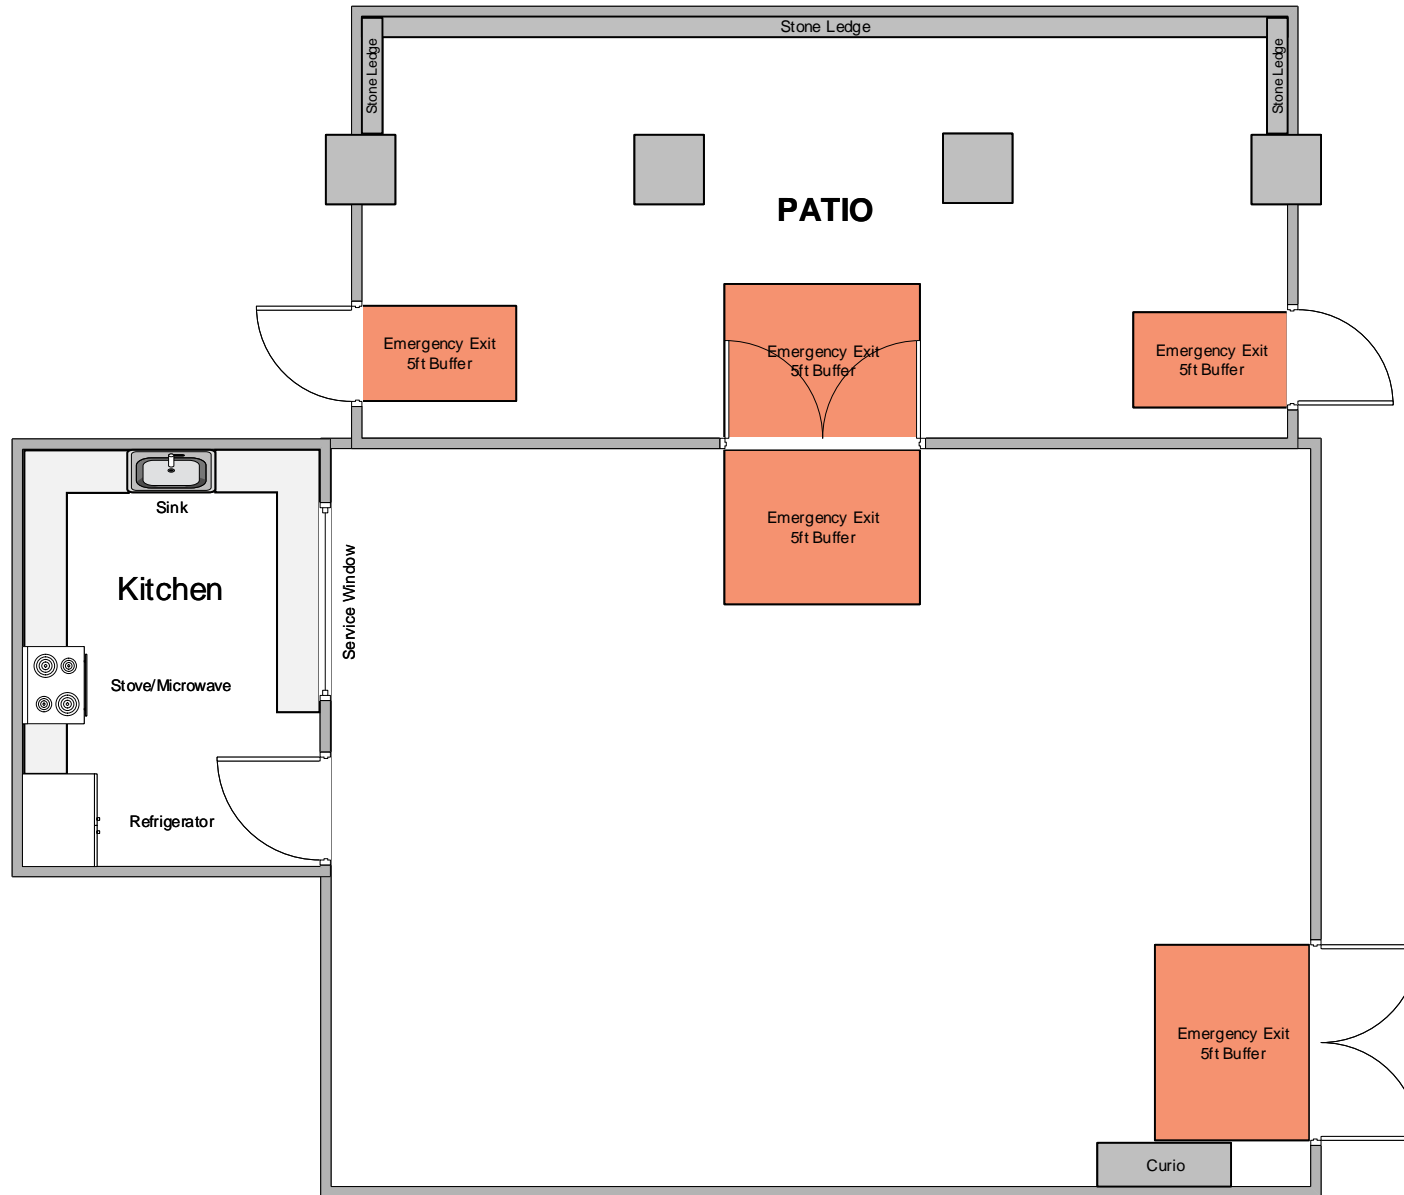 Stone Ledge
Stone Ledge
Stone Ledge
PATIO
Emergency Exit
5ft Buffer
Emergency Exit
5ft Buffer
Emergency Exit
5ft Buffer
Emergency Exit
5ft Buffer
Sink
Kitchen
Service Window
Stove/Microwave
Refrigerator
Emergency Exit
5ft Buffer
Curio